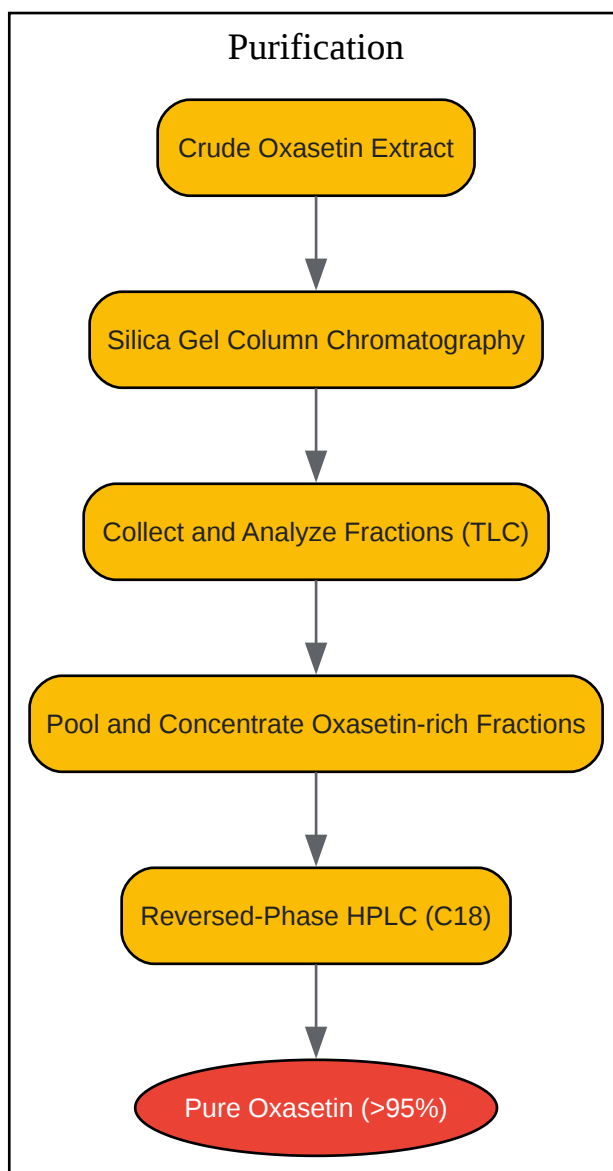 Purification
Crude Oxasetin Extract
Silica Gel Column Chromatography
Collect and Analyze Fractions (TLC)
Pool and Concentrate Oxasetin-rich Fractions
Reversed-Phase HPLC (C18)
Pure Oxasetin (>95%)